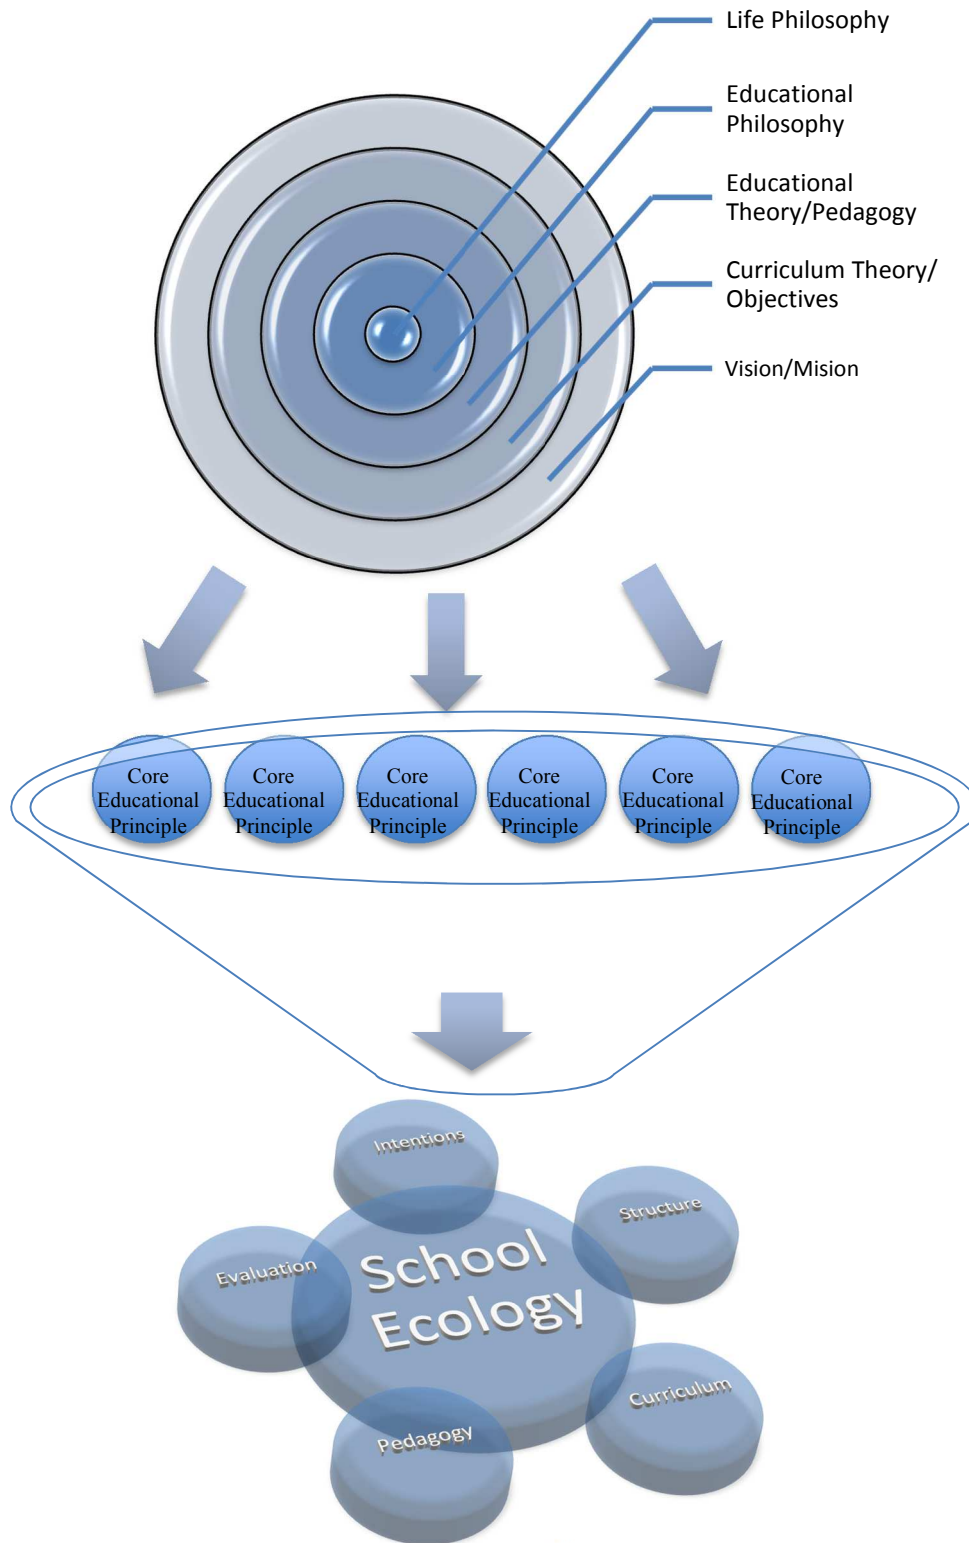 Life Philosophy
Educational
Philosophy
Educational
Theory/Pedagogy
Curriculum Theory/
Objectives
Vision/Mision
Core
Educational
Principle
Core
Educational
Principle
Core
Educational
Principle
Core
Educational
Principle
Core
Educational
Principle
Core
Educational
Principle
Intentions
Structure
Evaluation
School
Ecology
Curriculum
Pedagogy